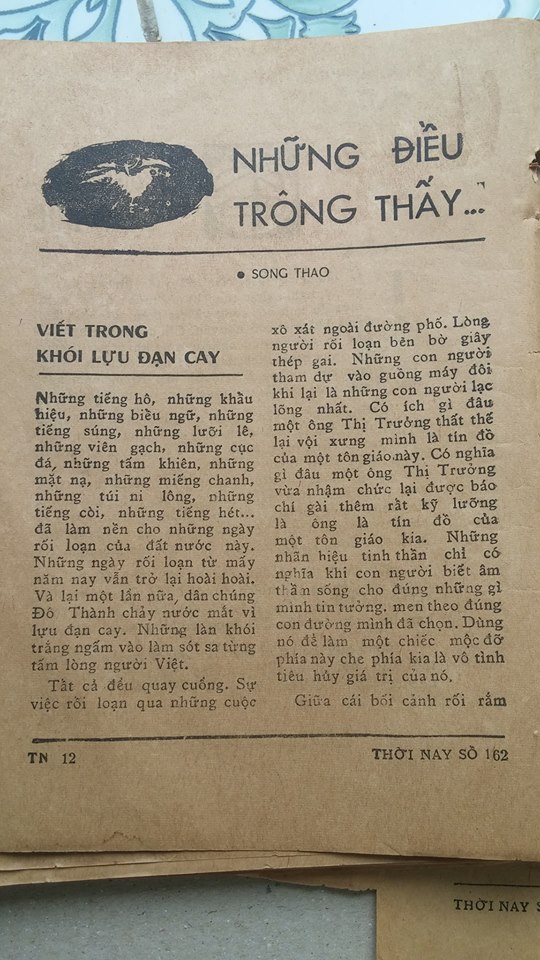 NHỮNG ĐIỀU
TRÔNG THẤY...
• SONG THAO
VIẾT TRONG
KHÓI LỰU ĐẠN CAY
Những tiếng hô, những khẩu
hiệu, những biểu ngữ, những
tiếng súng, những lưỡi lê,
những viên gạch, những cục
đá, những tấm khiên, những
mặt nạ, những miếng chanh,
những túi ni lông, những
tiếng còi, những tiếng hét...
đã làm nền cho những ngày
rối loạn của đất nước này.
Những ngày rối loạn từ mấy
năm nay vẫn trở lại hoài hoài.
Và lại một lần nữa, dân chúng
Đô Thành chảy nước mắt vì
lựu đạn cay. Những làn khói
trắng ngấm vào làm sót sa từng
tấm lòng người Việt.
Tất cả đều quay cuồng. Sự
việc rối loạn qua những cuộc
xô xát ngoài đường phố. Lòng
người rối loạn bên bờ giây
thép gai. Những con người
tham dự vào guồng máy đôi
khi lại là những con người lạc
lõng nhất. Có ích gì đâu
một ông Thị Trưởng thất thế
lại vội xưng mình là tín đồ
của một tôn giáo này. Có nghĩa
gì đâu một ông Thị Trưởng
vừa nhậm chức lại được báo
chí gài thêm rất kỹ lưỡng
là ông là tín đồ của
một tôn giáo kia. Những
nhãn hiệu tinh thần chỉ có
nghĩa khi con người biết âm
thầm sống cho đúng những gì
mình tin tưởng. men theo đúng
con đường mình đã chọn. Dùng
nó để làm một chiếc mộc đỡ
phía này che phía kia là vô tình
tiêu hủy giá trị của nó.
Giữa cái bối cảnh rối rắm
TN 12
THỜI NAY SỐ 162
THỜI NAY S